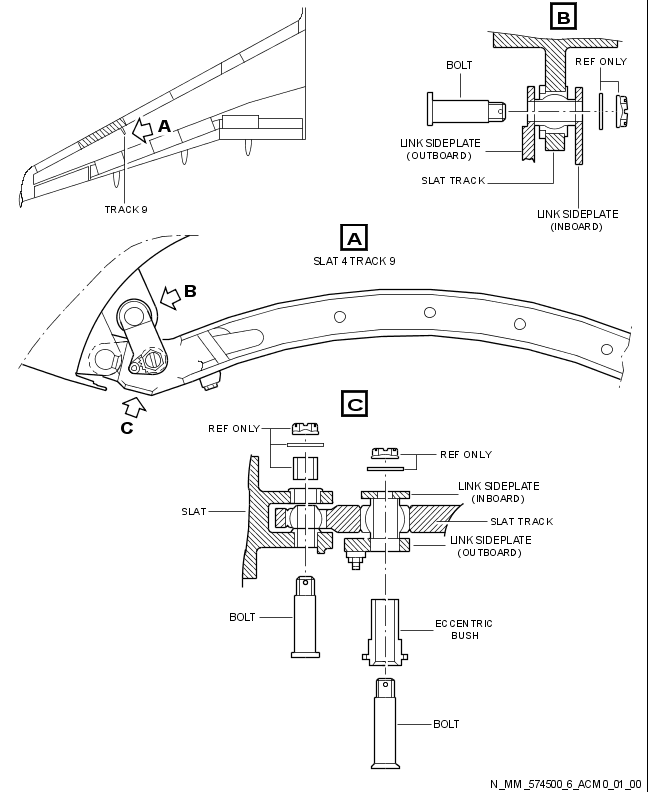 A
TRACK 9
B
BOLT
REF ONLY
LINK SIDEPLATE
(OUTBOARD)
SLAT TRACK
LINK SIDEPLATE
(INBOARD)
A
SLAT 4 TRACK 9
B
C
C
REF ONLY
REF ONLY
LINK SIDEPLATE
(INBOARD)
SLAT
SLAT TRACK
LINK SIDEPLATE
(OUTBOARD)
BOLT
ECCENTRIC
BUSH
BOLT
N_MM_574500_6_ACM0_01_00